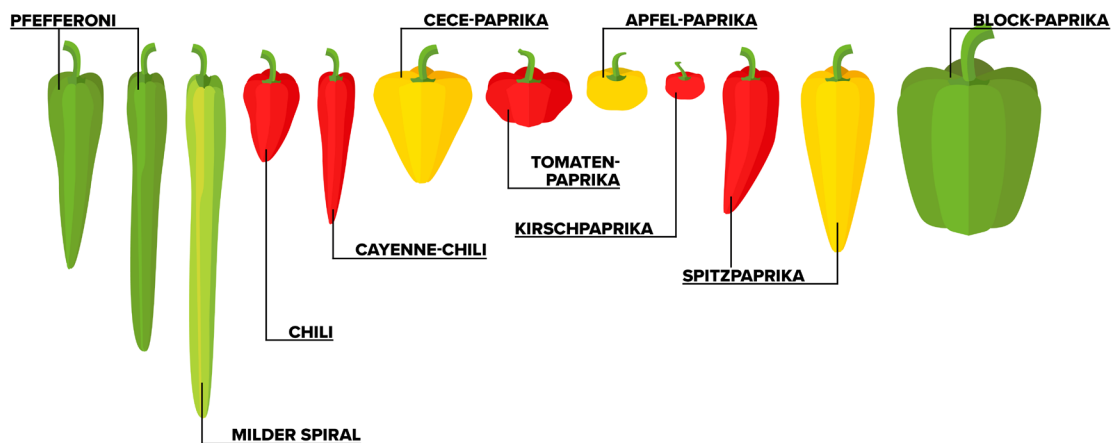 PFEFFERONI
CECE-PAPRIKA
APFEL-PAPRIKA
BLOCK-PAPRIKA
TOMATEN-
PAPRIKA
KIRSCHPAPRIKA
CAYENNE-CHILI
SPITZPAPRIKA
CHILI
MILDER SPIRAL